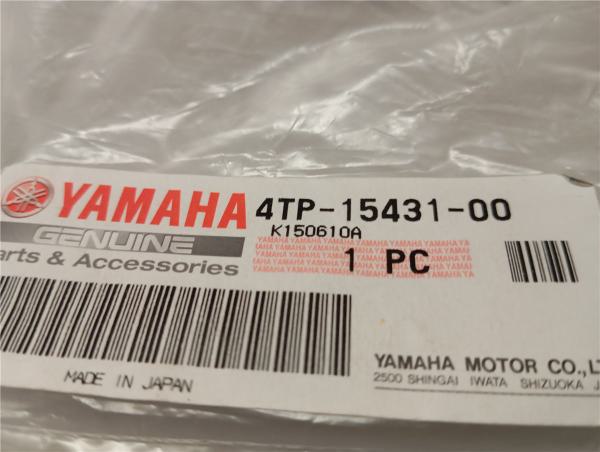 YAMAHA 4TP-15431-00
GENUINE K150610A
arts & Accessories 1 PC
MADE IN JAPAN
YAMAHA MOTOR CO.,LT
2500 SHINGAI IWATA SHIZUOKA J